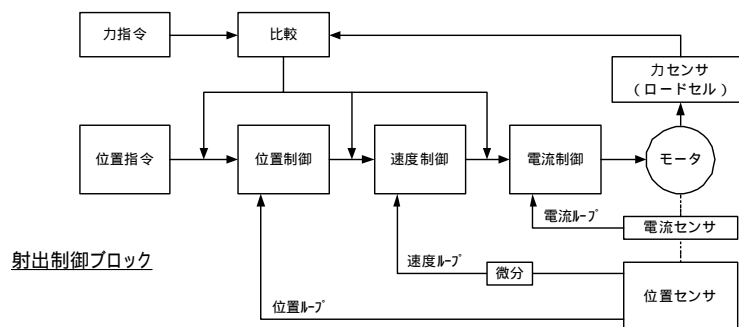 力指令
比較
力センサ
(ロードセル)
位置指令
位置制御
速度制御
電流制御
モータ
電流ﾙｰﾌﾟ
電流センサ
射出制御ブロック
速度ﾙｰﾌﾟ
微分
位置ループ
位置センサ